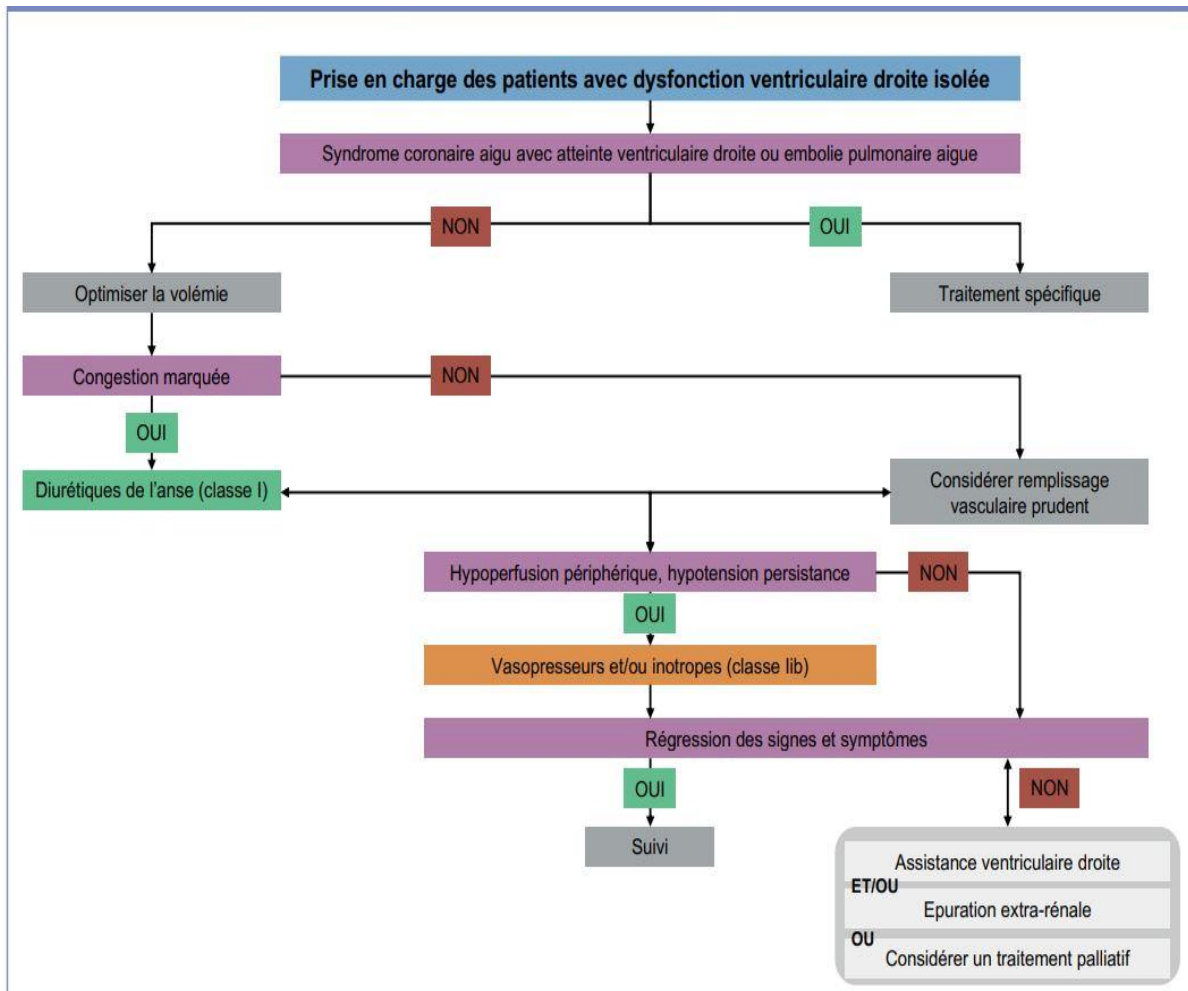 Prise en charge des patients avec dysfonction ventriculaire droite isolée
Syndrome coronaire aigu avec atteinte ventriculaire droite ou embolie pulmonaire aigue
NON
OUI
Optimiser la volémie
Traitement spécifique
Congestion marquée
NON
OUI
Diurétiques de l'anse (classe I)
Considérer remplissage
vasculaire prudent
Hypoperfusion périphérique, hypotension persistance
NON
OUI
Vasopresseurs et/ou inotropes (classe Iib)
Régression des signes et symptômes
OUI
NON
Suivi
Assistance ventriculaire droite
ET/OU
Epuration extra-rénale
OU
Considérer un traitement palliatif